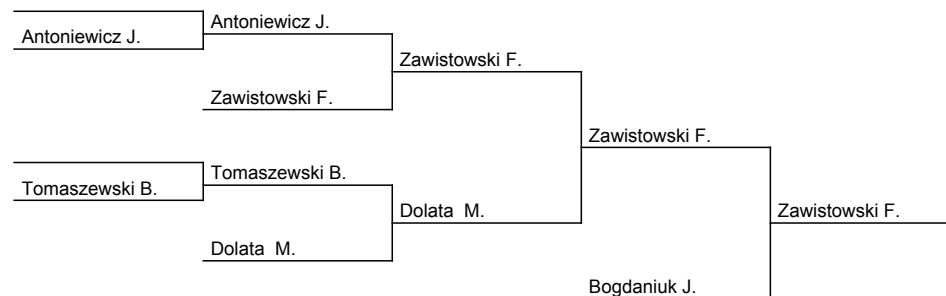 Antoniewicz J.
Antoniewicz J.
Zawistowski F.
Zawistowski F.
Zawistowski F.
Tomaszewski B.
Tomaszewski B.
Dolata  M.
Zawistowski F.
Dolata  M.
Bogdaniuk J.